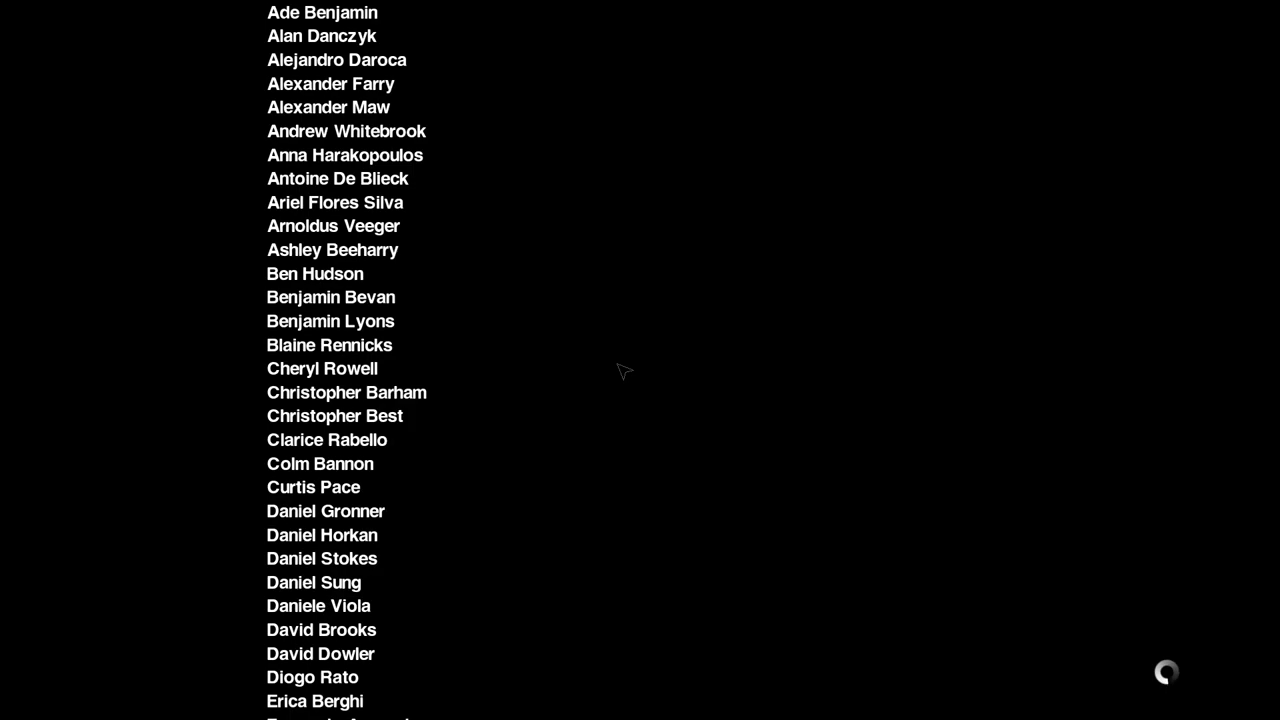 Ade Benjamin
Alan Danczyk
Alejandro Daroca
Alexander Farry
Alexander Maw
Andrew Whitebrook
Anna Harakopoulos
Antoine De Blieck
Ariel Flores Silva
Arnoldus Veeger
Ashley Beeharry
Ben Hudson
Benjamin Bevan
Benjamin Lyons
Blaine Rennicks
Cheryl Rowell
Christopher Barham
Christopher Best
Clarice Rabello
Colm Bannon
Curtis Pace
Daniel Gronner
Daniel Horkan
Daniel Stokes
Daniel Sung
Daniele Viola
David Brooks
David Dowler
Diogo Rato
Erica Berghi